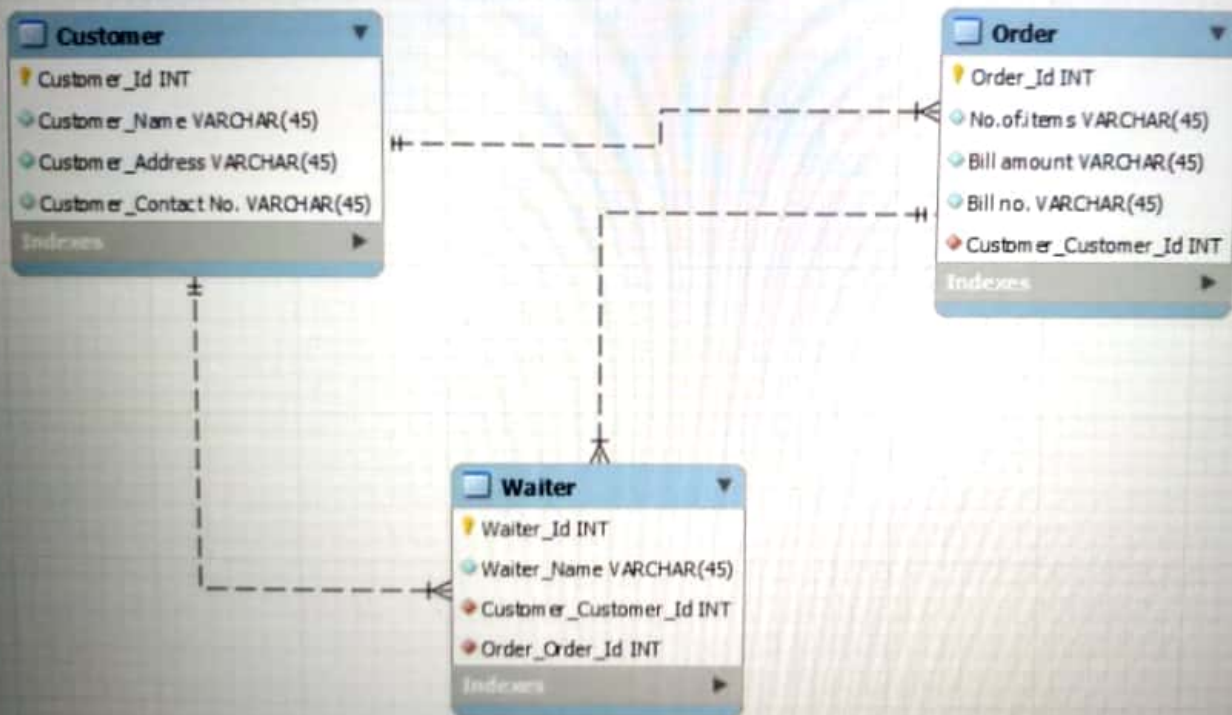 Customer
Customer_Id INT
Customer_Name VARCHAR(45)
Customer_Address VARCHAR(45)
Customer_Contact No. VARCHAR(45)
Indexes
Order
Order_Id INT
No.of.items VARCHAR(45)
Bill amount VARCHAR(45)
Bill no. VARCHAR(45)
Customer_Customer_Id INT
Indexes
Waiter
Waiter_Id INT
Waiter_Name VARCHAR(45)
Customer_Customer_Id INT
Order_Order_Id INT
Indexes